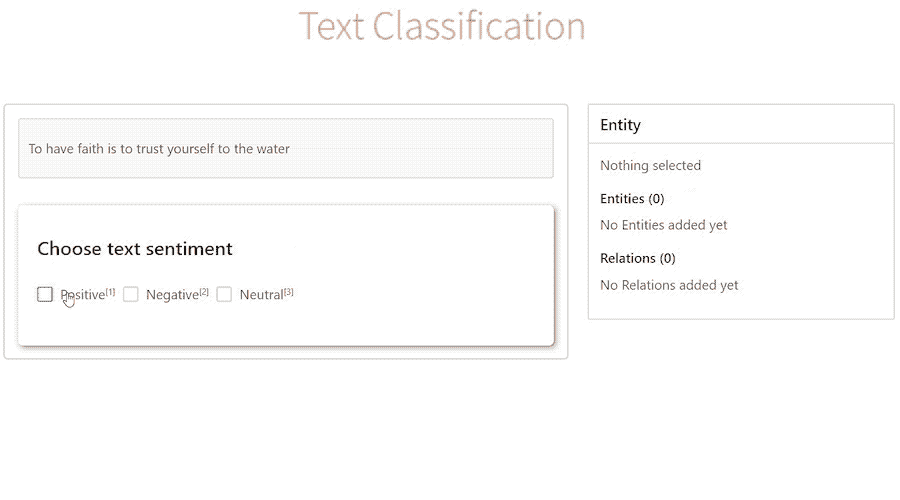 Text Classification
To have faith is to trust yourself to the water
Choose text sentiment
Positive[1] Negative[2] Neutral[3]
Entity
Nothing selected
Entities (0)
No Entities added yet
Relations (0)
No Relations added yet